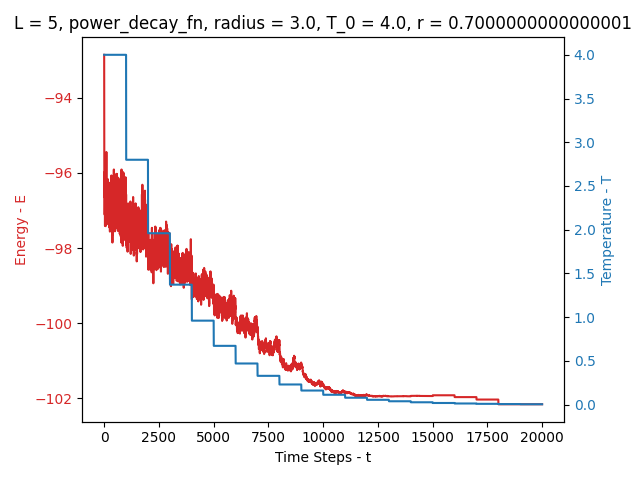 L = 5, power_decay_fn, radius = 3.0, T_0 = 4.0, r = 0.7000000000000001
−94
−96
−98
−100
−102
Energy - E
4.0
3.5
3.0
2.5
2.0
1.5
1.0
0.5
0.0
Temperature - T
0 2500 5000 7500 10000 12500 15000 17500 20000
Time Steps - t